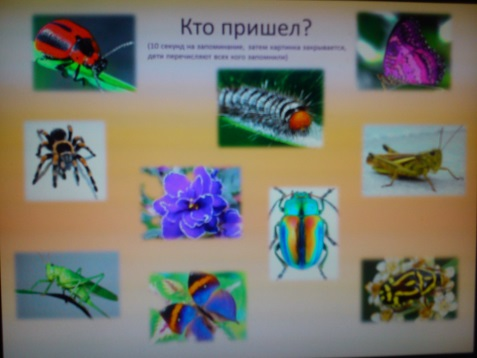 Кто пришел?
(10 секунд на запоминание, затем картинка закрывается,
дети перечисляют всех кого запомнили)